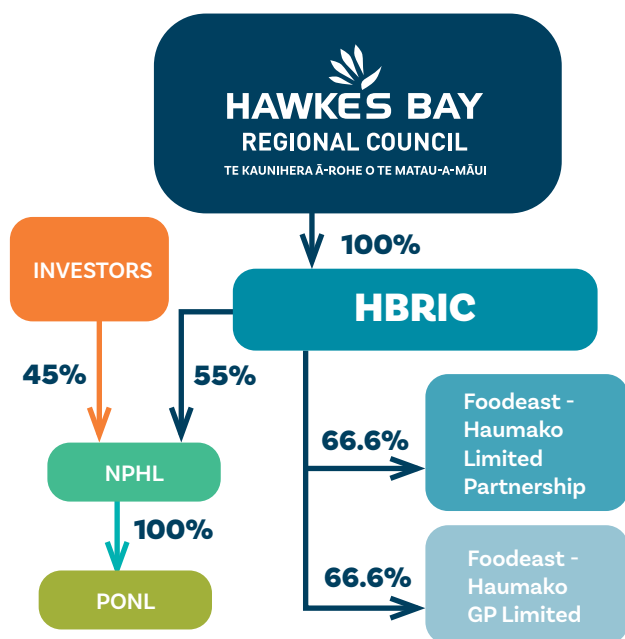 HAWKES BAY
REGIONAL COUNCIL
TE KAUNIHERA Ā-ROHE O TE MATAU-A-MĀUI
100%
INVESTORS
HBRIC
45%
55%
66.6%
Foodeast -
Haumako
Limited
Partnership
NPHL
100%
66.6%
Foodeast -
Haumako
GP Limited
PONL